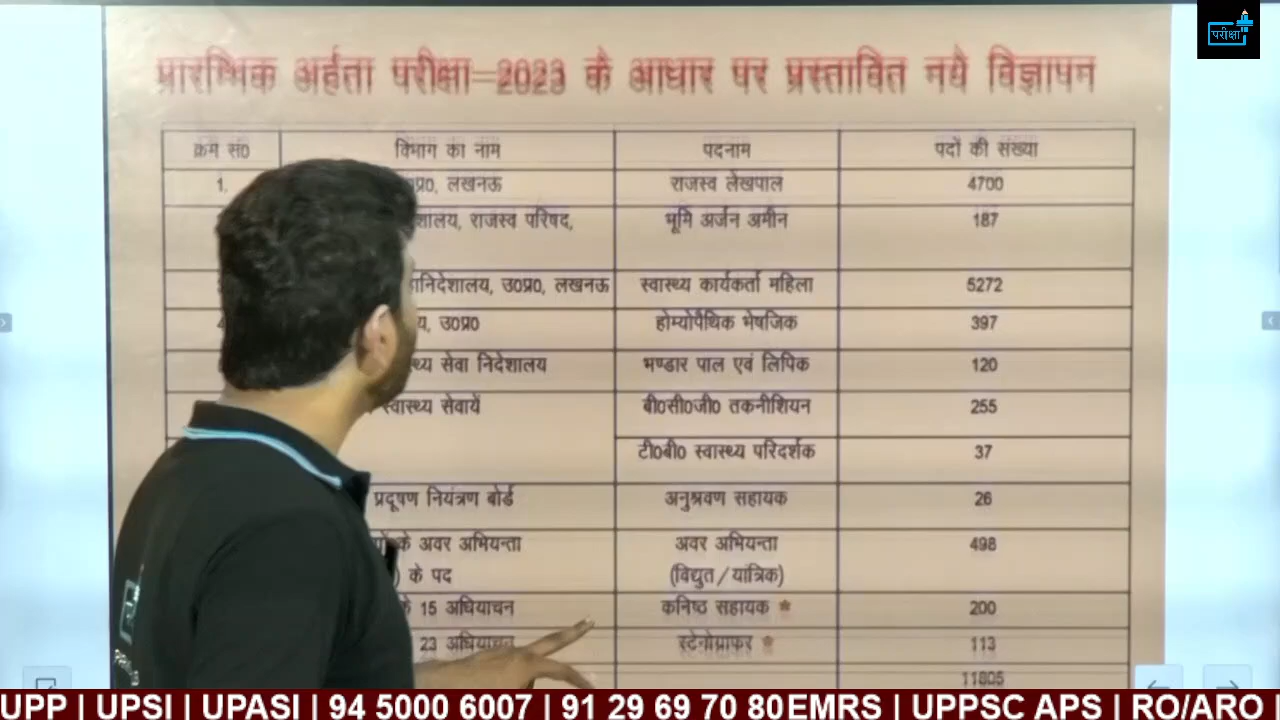 परीक्षा
प्रारम्भिक अर्हता परीक्षा–2023 के आधार पर प्रस्तावित नये विज्ञापन
क्रम सं0 विभाग का नाम पदनाम पदों की संख्या
1. लखनऊ राजस्व लेखपाल 4700
राजस्व परिषद, भूमि अर्जन अमीन 187
उ0प्र0, लखनऊ स्वास्थ्य कार्यकर्ता महिला 5272
उ0प्र0 होम्योपैथिक भेषजिक 397
सेवा निदेशालय भण्डार पाल एवं लिपिक 120
स्वास्थ्य सेवायें बी0सी0जी0 तकनीशियन 255
टी0बी0 स्वास्थ्य परिदर्शक 37
प्रदूषण नियंत्रण बोर्ड अनुश्रवण सहायक 26
के अवर अभियन्ता अवर अभियन्ता 498
के पद (विद्युत/यांत्रिक)
15 अधियाचन कनिष्ठ सहायक * 200
23 अधियाचन स्टेनोग्राफर * 113
11805
UPP | UPSI | UPASI | 94 5000 6007 | 91 29 69 70 80 EMRS | UPPSC APS | RO/ARO |